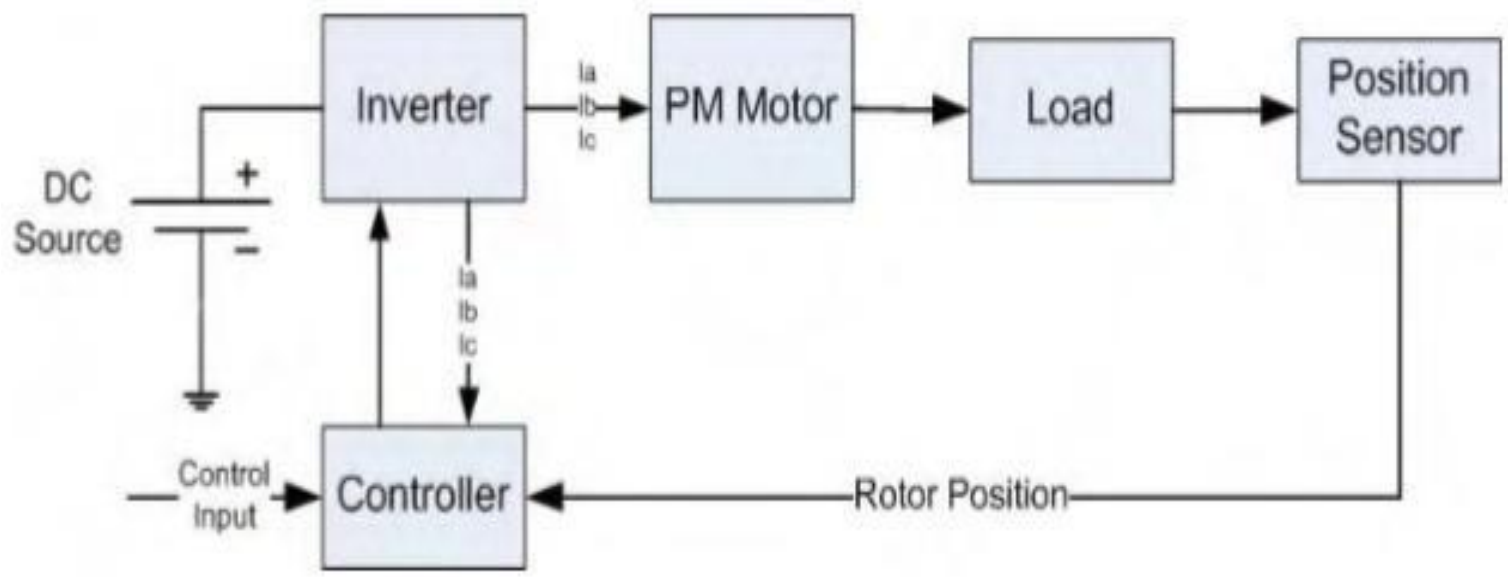 Inverter
Ia
Ib
Ic
PM Motor
Load
Position
Sensor
DC
Source
+
−
Ia
Ib
Ic
Control
Input
Controller
Rotor Position